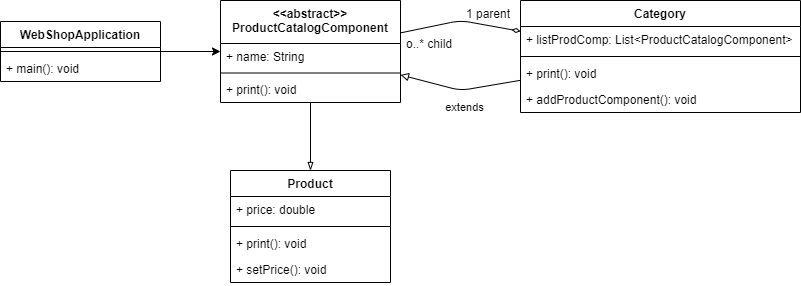 WebShopApplication
+ main(): void
<<abstract>>
ProductCatalogComponent
+ name: String
+ print(): void
1 parent
o..* child
extends
Category
+ listProdComp: List<ProductCatalogComponent>
+ print(): void
+ addProductComponent(): void
Product
+ price: double
+ print(): void
+ setPrice(): void